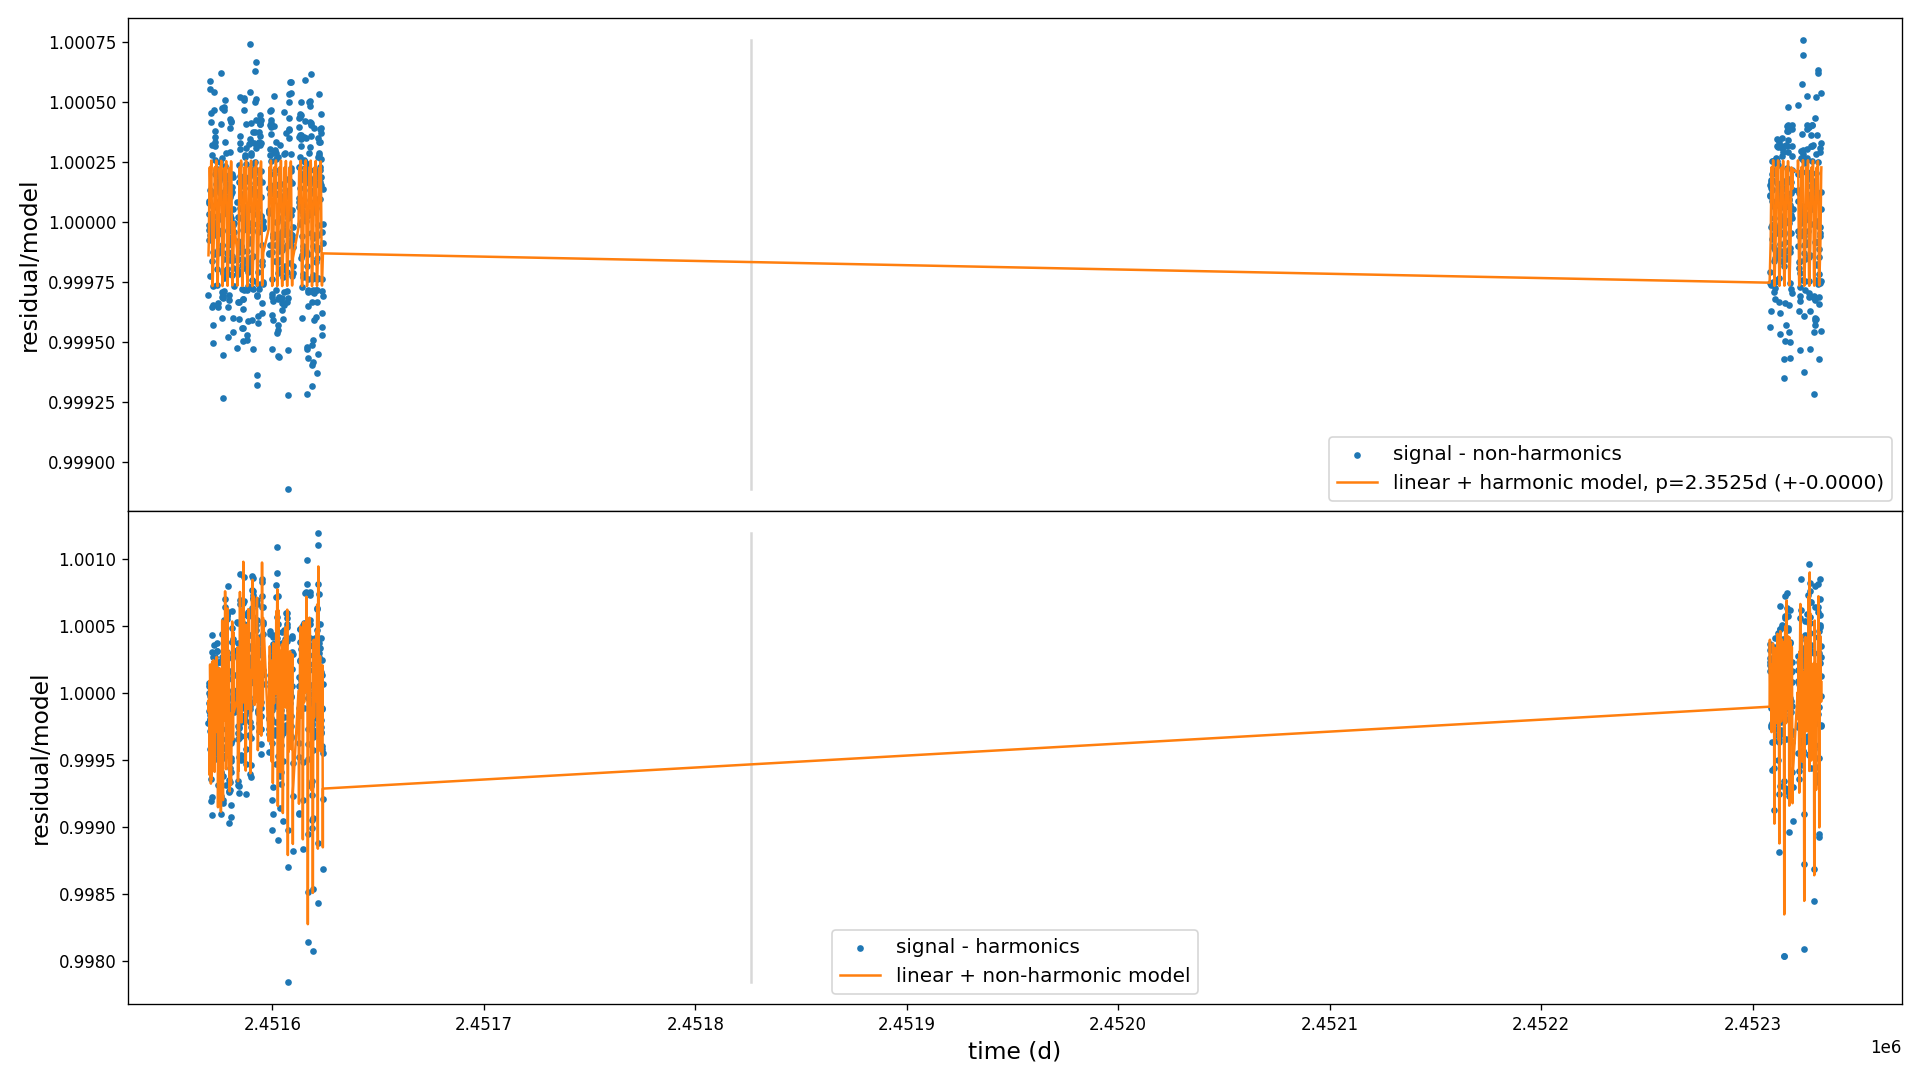 1.00075
1.00050
1.00025
1.00000
0.99975
0.99950
0.99925
0.99900
residual/model
signal - non-harmonics
linear + harmonic model, p=2.3525d (+-0.0000)
1.0010
1.0005
1.0000
0.9995
0.9990
0.9985
0.9980
residual/model
signal - harmonics
linear + non-harmonic model
2.4516 2.4517 2.4518 2.4519 2.4520 2.4521 2.4522 2.4523
time (d)
1e6